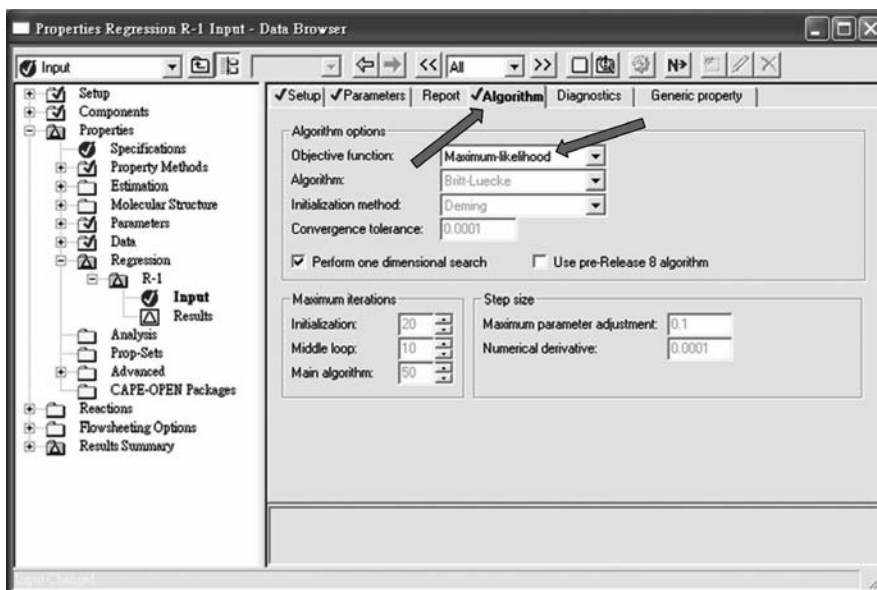 Properties Regression R-1 Input - Data Browser
Input
<< All >> N>
Setup
Components
Properties
Specifications
Property Methods
Estimation
Molecular Structure
Parameters
Data
Regression
R-1
Input
Results
Analysis
Prop-Sets
Advanced
CAPE-OPEN Packages
Reactions
Flowsheeting Options
Results Summary
Setup Parameters Report Algorithm Diagnostics Generic property
Algorithm options
Objective function: Maximum-likelihood
Algorithm: Britt-Luecke
Initialization method: Deming
Convergence tolerance: 0.0001
Perform one dimensional search Use pre-Release 8 algorithm
Maximum iterations
Initialization: 20
Middle loop: 10
Main algorithm: 50
Step size
Maximum parameter adjustment: 0.1
Numerical derivative: 0.0001
Input Changed